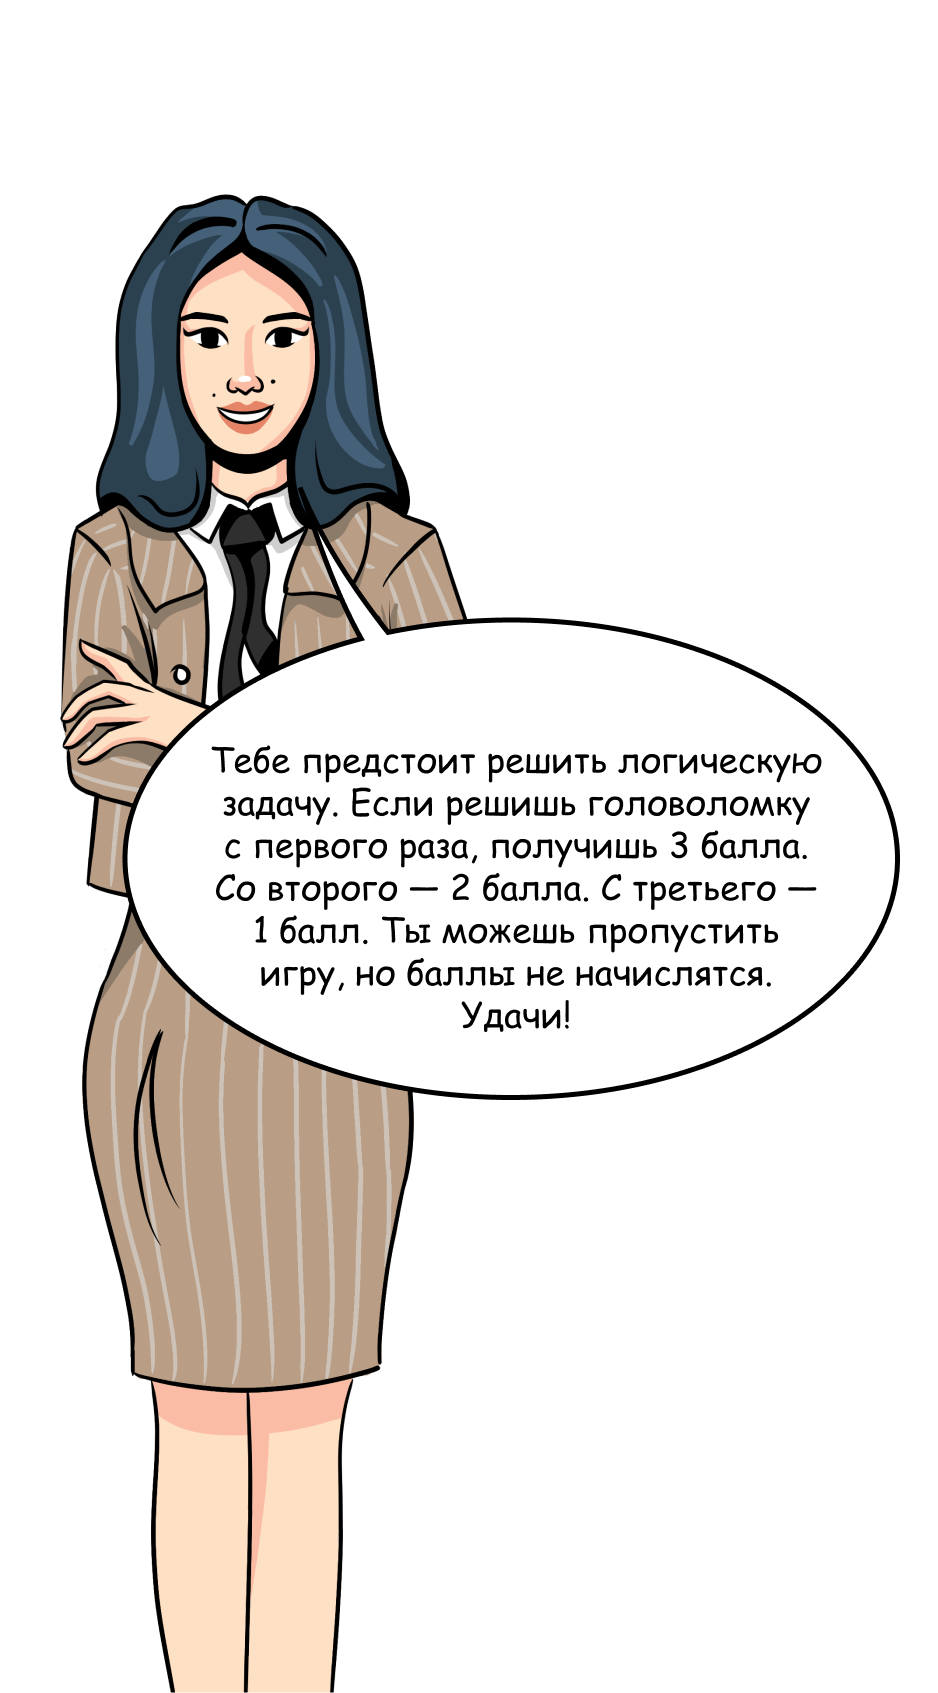 Тебе предстоит решить логическую
задачу. Если решишь головоломку
с первого раза, получишь 3 балла.
Со второго — 2 балла. С третьего —
1 балл. Ты можешь пропустить
игру, но баллы не начислятся.
Удачи!